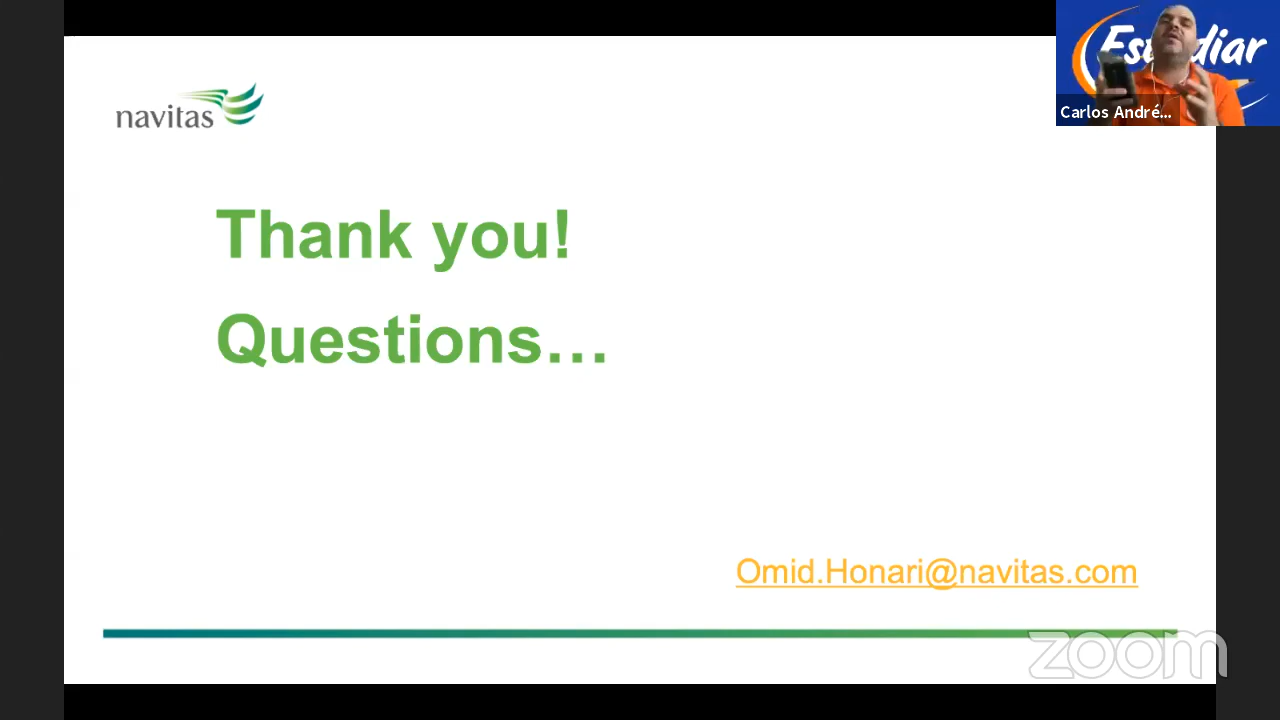 navitas
Estudiar
Carlos André...
Thank you!
Questions...
Omid.Honari@navitas.com
zoom